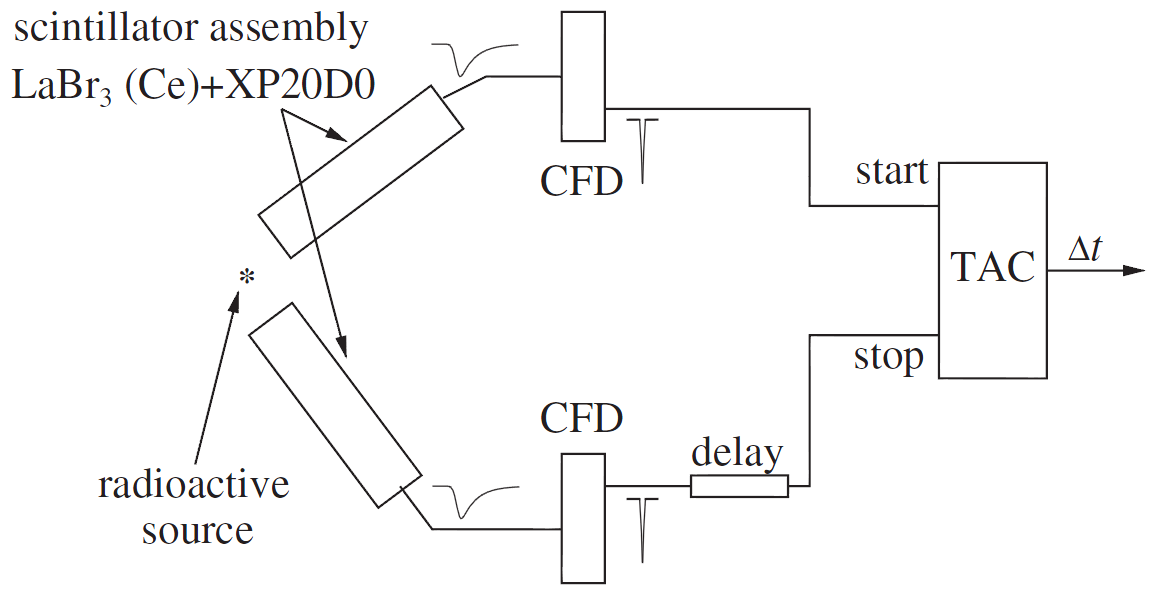 scintillator assembly
LaBr₃ (Ce)+XP20D0
CFD
start
TAC
Δt
stop
CFD
delay
*
radioactive
source